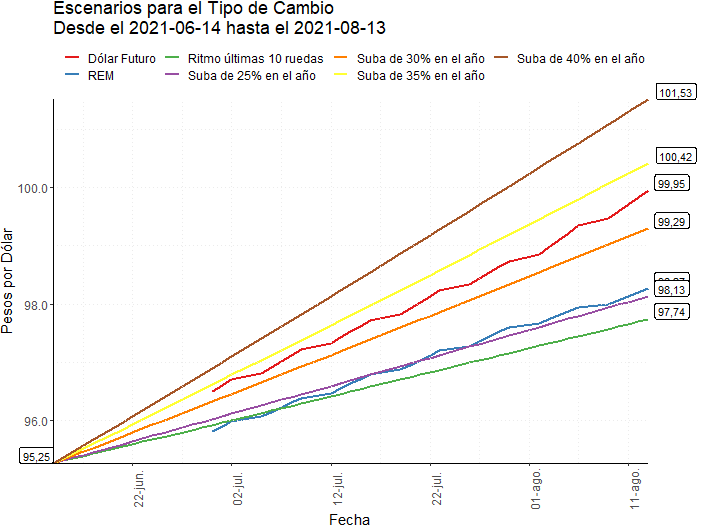 Escenarios para el Tipo de Cambio
Desde el 2021-06-14 hasta el 2021-08-13
Dólar Futuro
Ritmo últimas 10 ruedas
Suba de 30% en el año
Suba de 40% en el año
REM
Suba de 25% en el año
Suba de 35% en el año
101,53
100,42
99,95
99,29
98,13
97,74
95,25
100.0
98.0
96.0
Pesos por Dólar
22-jun.
02-jul.
12-jul.
22-jul.
01-ago.
11-ago.
Fecha